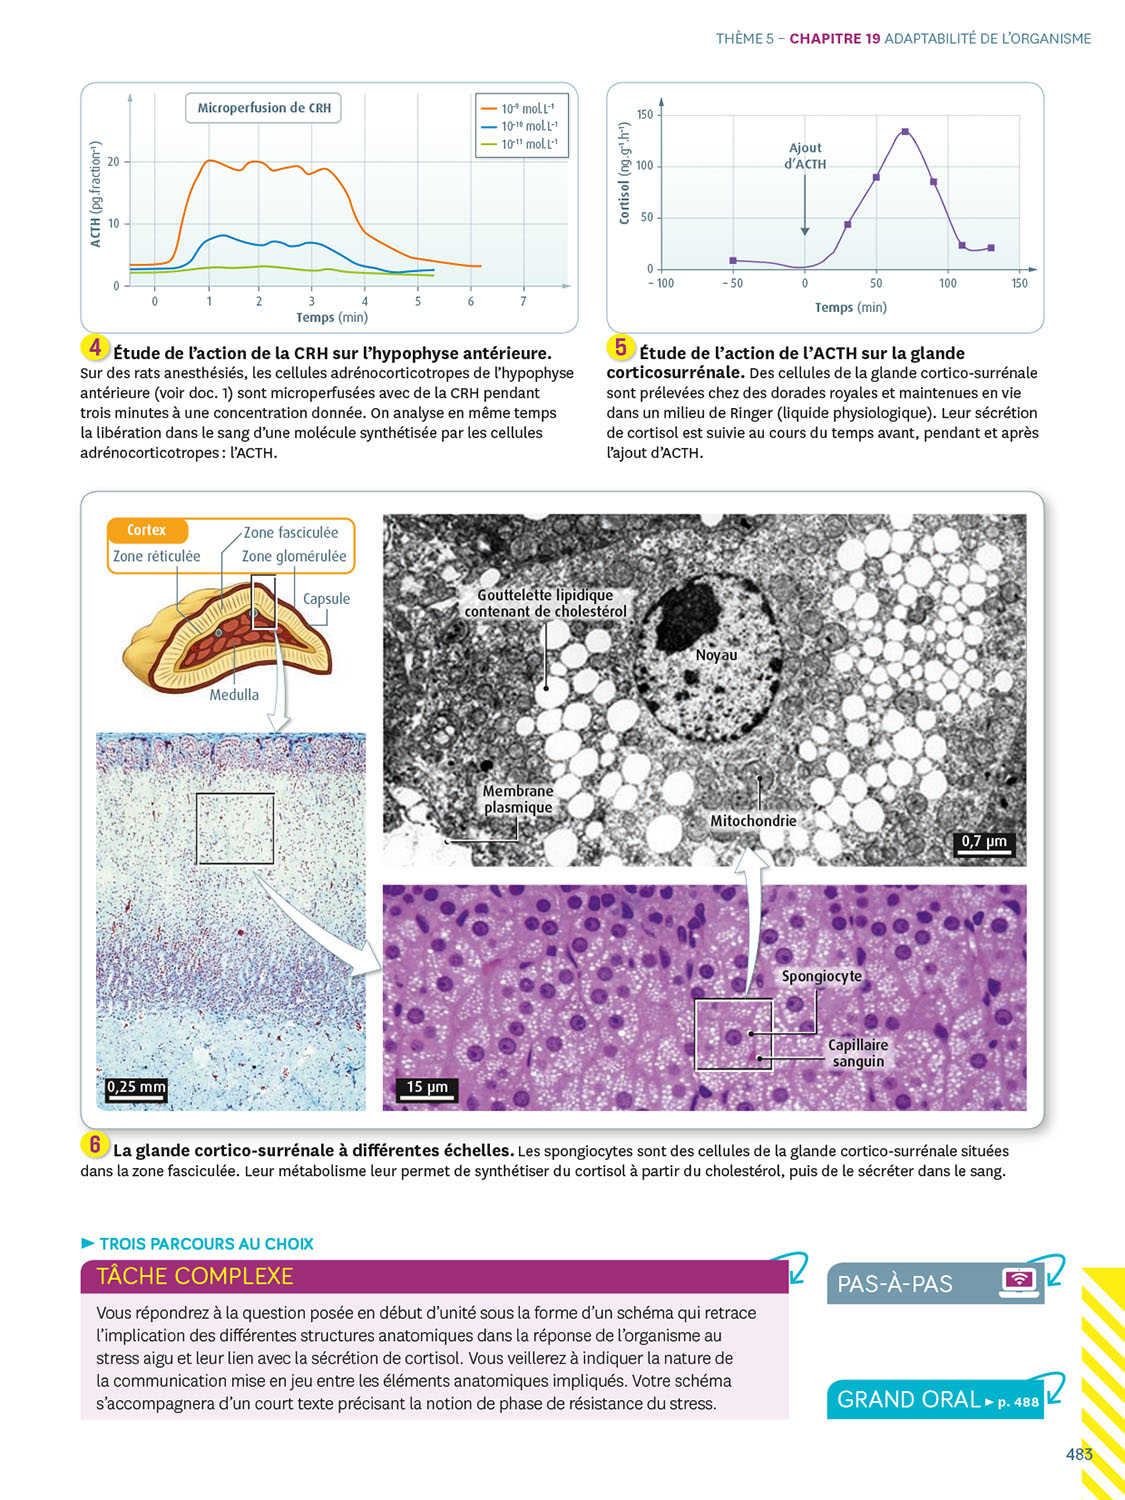 THÈME 5 – CHAPITRE 19 ADAPTABILITÉ DE L'ORGANISME
Microperfusion de CRH
10⁻⁹ mol.L⁻¹
10⁻¹⁰ mol.L⁻¹
10⁻¹¹ mol.L⁻¹
ACTH (pg.fraction⁻¹)
20
10
0
0 1 2 3 4 5 6 7
Temps (min)
4 Étude de l'action de la CRH sur l'hypophyse antérieure.
Sur des rats anesthésiés, les cellules adrénocorticotropes de l'hypophyse
antérieure (voir doc. 1) sont microperfusées avec de la CRH pendant
trois minutes à une concentration donnée. On analyse en même temps
la libération dans le sang d'une molécule synthétisée par les cellules
adrénocorticotropes : l'ACTH.
Cortisol (ng.g⁻¹.h⁻¹)
150
100
50
0
Ajout
d'ACTH
– 100 – 50 0 50 100 150
Temps (min)
5 Étude de l'action de l'ACTH sur la glande
corticosurrénale. Des cellules de la glande cortico-surrénale
sont prélevées chez des dorades royales et maintenues en vie
dans un milieu de Ringer (liquide physiologique). Leur sécrétion
de cortisol est suivie au cours du temps avant, pendant et après
l'ajout d'ACTH.
Cortex
Zone fasciculée
Zone réticulée
Zone glomérulée
Capsule
Medulla
0,25 mm
Gouttelette lipidique
contenant de cholestérol
Noyau
Membrane
plasmique
Mitochondrie
0,7 µm
Spongiocyte
Capillaire
sanguin
15 µm
6 La glande cortico-surrénale à différentes échelles. Les spongiocytes sont des cellules de la glande cortico-surrénale situées
dans la zone fasciculée. Leur métabolisme leur permet de synthétiser du cortisol à partir du cholestérol, puis de le sécréter dans le sang.
► TROIS PARCOURS AU CHOIX
TÂCHE COMPLEXE
Vous répondrez à la question posée en début d'unité sous la forme d'un schéma qui retrace
l'implication des différentes structures anatomiques dans la réponse de l'organisme au
stress aigu et leur lien avec la sécrétion de cortisol. Vous veillerez à indiquer la nature de
la communication mise en jeu entre les éléments anatomiques impliqués. Votre schéma
s'accompagnera d'un court texte précisant la notion de phase de résistance du stress.
PAS-À-PAS
GRAND ORAL ► p. 488
483